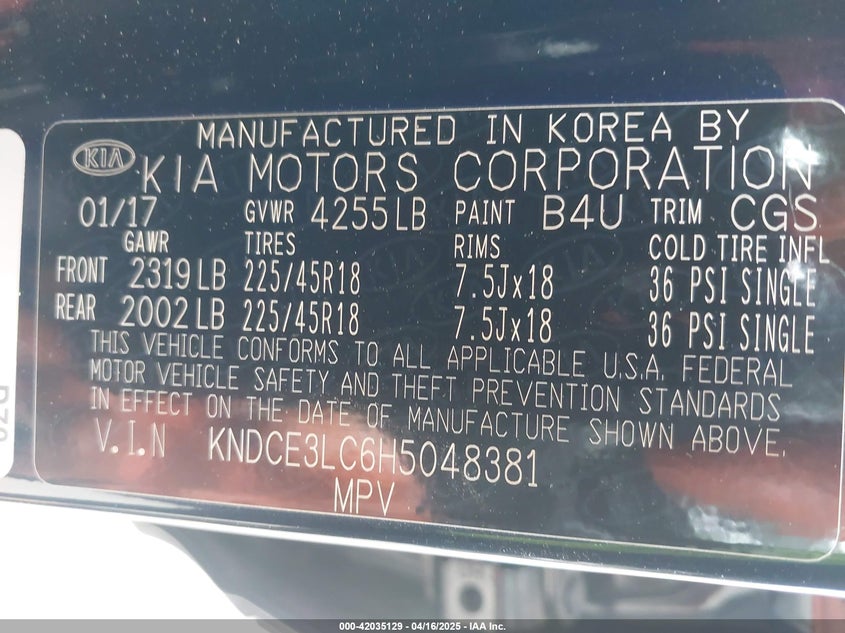 MANUFACTURED IN KOREA BY
KIA KIA MOTORS CORPORATION
01/17 GVWR 4255LB PAINT B4U TRIM CGS
GAWR TIRES RIMS COLD TIRE INFL
FRONT 2319LB 225/45R18 7.5Jx18 36 PSI SINGLE
REAR 2002LB 225/45R18 7.5Jx18 36 PSI SINGLE
THIS VEHICLE CONFORMS TO ALL APPLICABLE U.S.A. FEDERAL
MOTOR VEHICLE SAFETY AND THEFT PREVENTION STANDARDS
IN EFFECT ON THE DATE OF MANUFACTURE SHOWN ABOVE.
V.I.N KNDCE3LC6H5048381
MPV
000-42035129 - 04/16/2025 - IAA Inc.